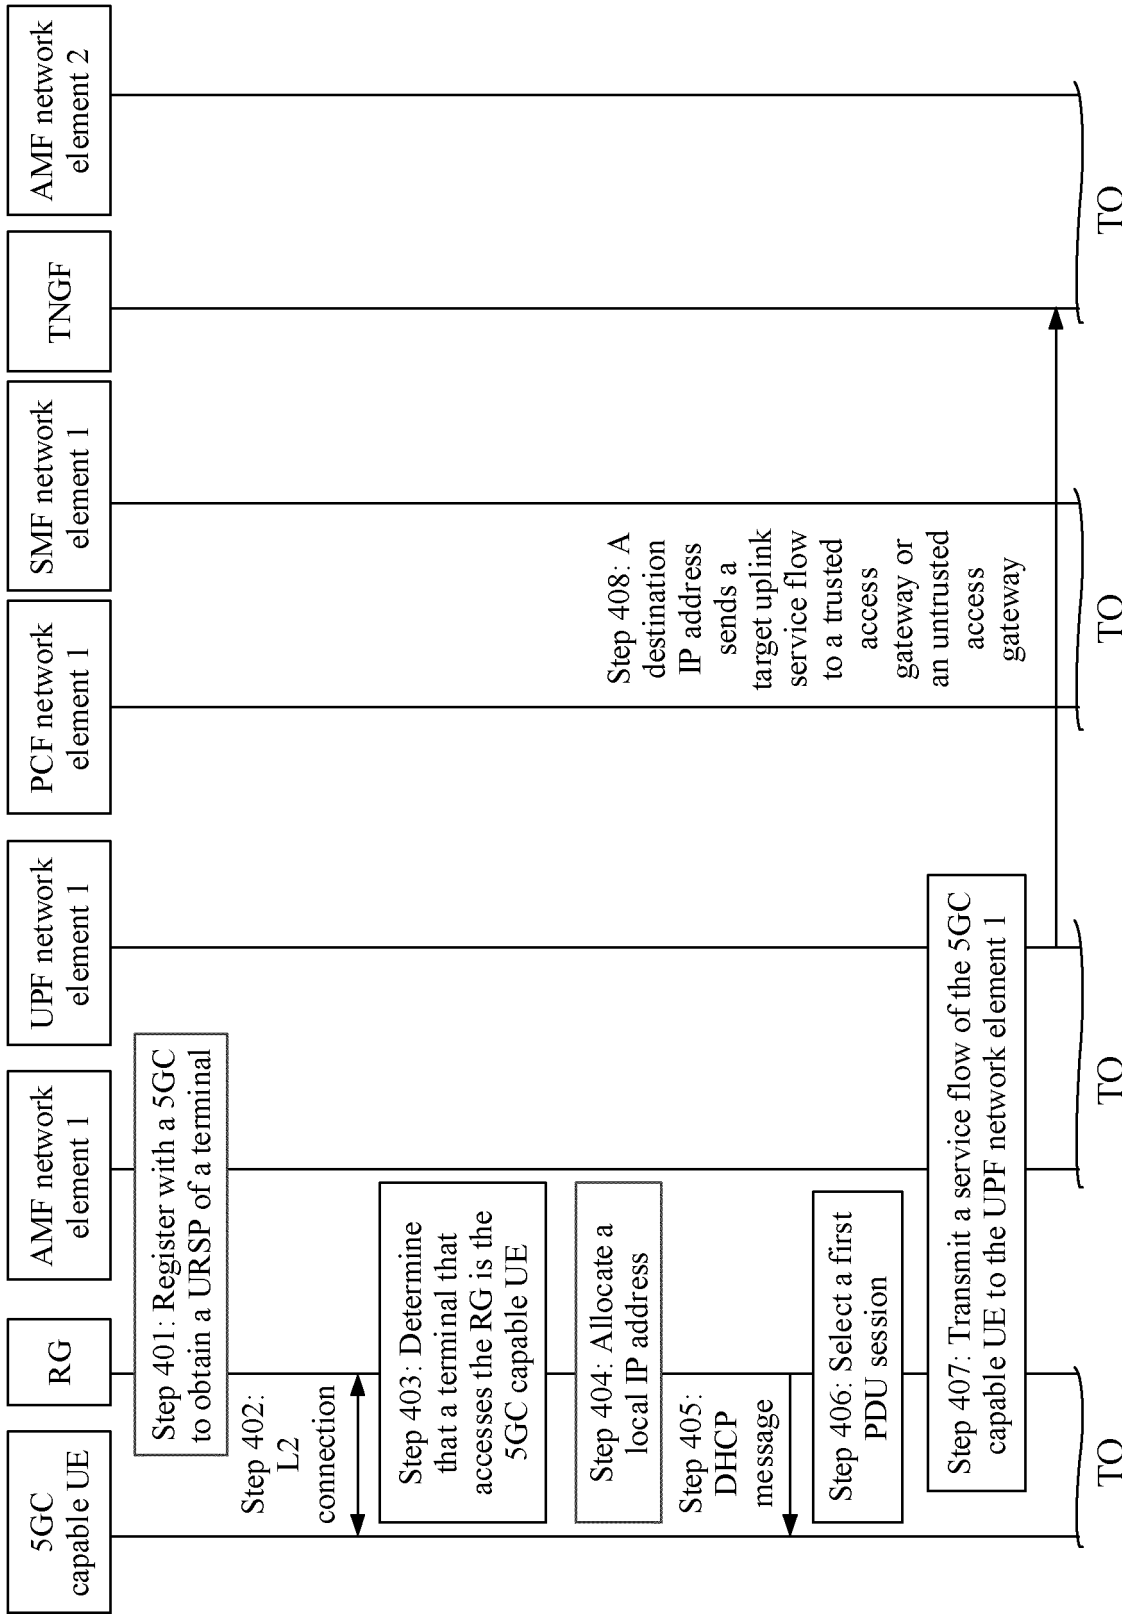 5GC
capable UE
RG
AMF network
element 1
UPF network
element 1
PCF network
element 1
SMF network
element 1
TNGF
AMF network
element 2
Step 401: Register with a 5GC
to obtain a URSP of a terminal
Step 402:
L2
connection
Step 403: Determine
that a terminal that
accesses the RG is the
5GC capable UE
Step 404: Allocate a
local IP address
Step 405:
DHCP
message
Step 406: Select a first
PDU session
Step 407: Transmit a service flow of the 5GC
capable UE to the UPF network element 1
Step 408: A
destination
IP address
sends a
target uplink
service flow
to a trusted
access
gateway or
an untrusted
access
gateway
TO
TO
TO
TO